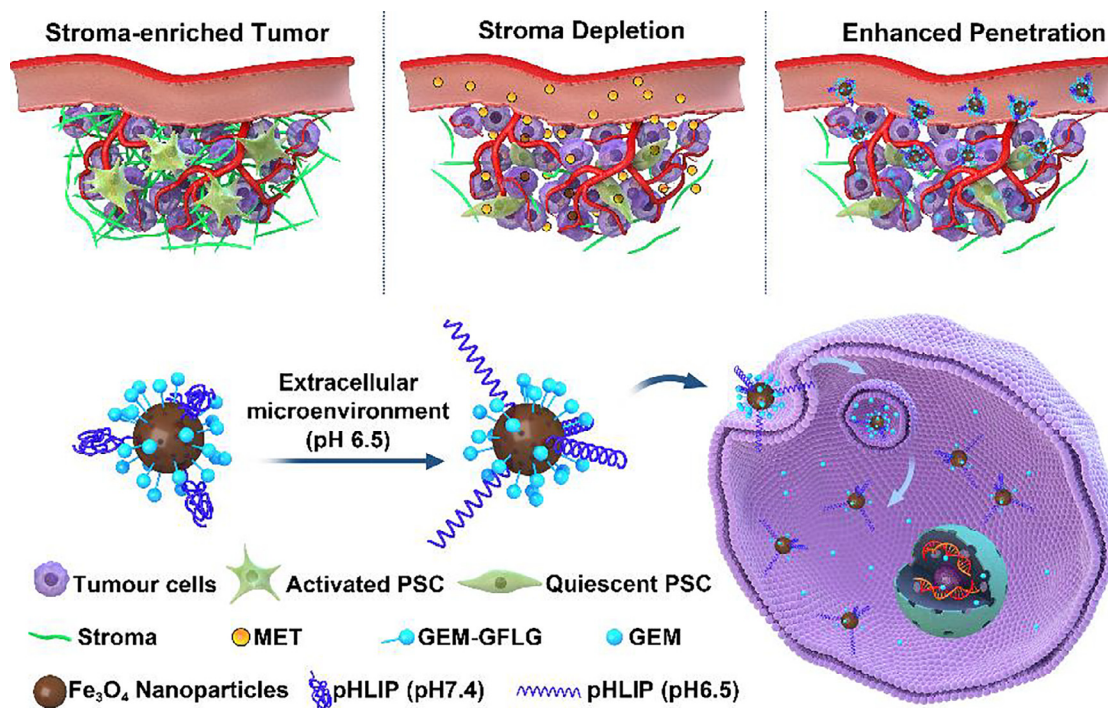 Stroma-enriched Tumor
Stroma Depletion
Enhanced Penetration
Extracellular
microenvironment
(pH 6.5)
Tumour cells
Activated PSC
Quiescent PSC
Stroma
MET
GEM-GFLG
GEM
Fe₃O₄ Nanoparticles
pHLIP (pH7.4)
pHLIP (pH6.5)